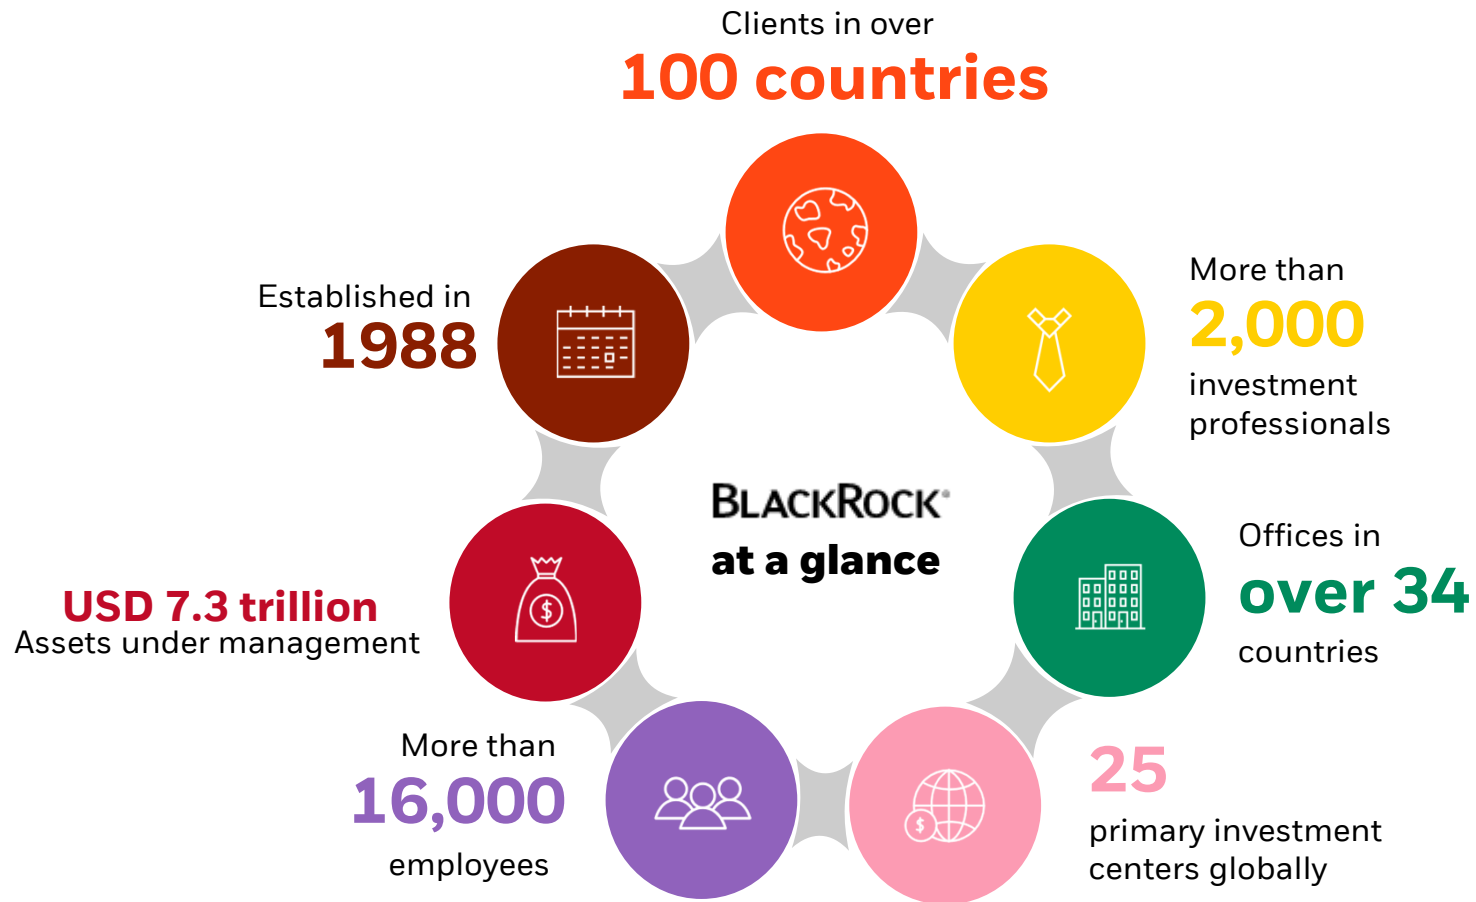 Clients in over
100 countries
More than
2,000
investment
professionals
Offices in
over 34
countries
25
primary investment
centers globally
More than
16,000
employees
USD 7.3 trillion
Assets under management
Established in
1988
BLACKROCK®
at a glance
$
$